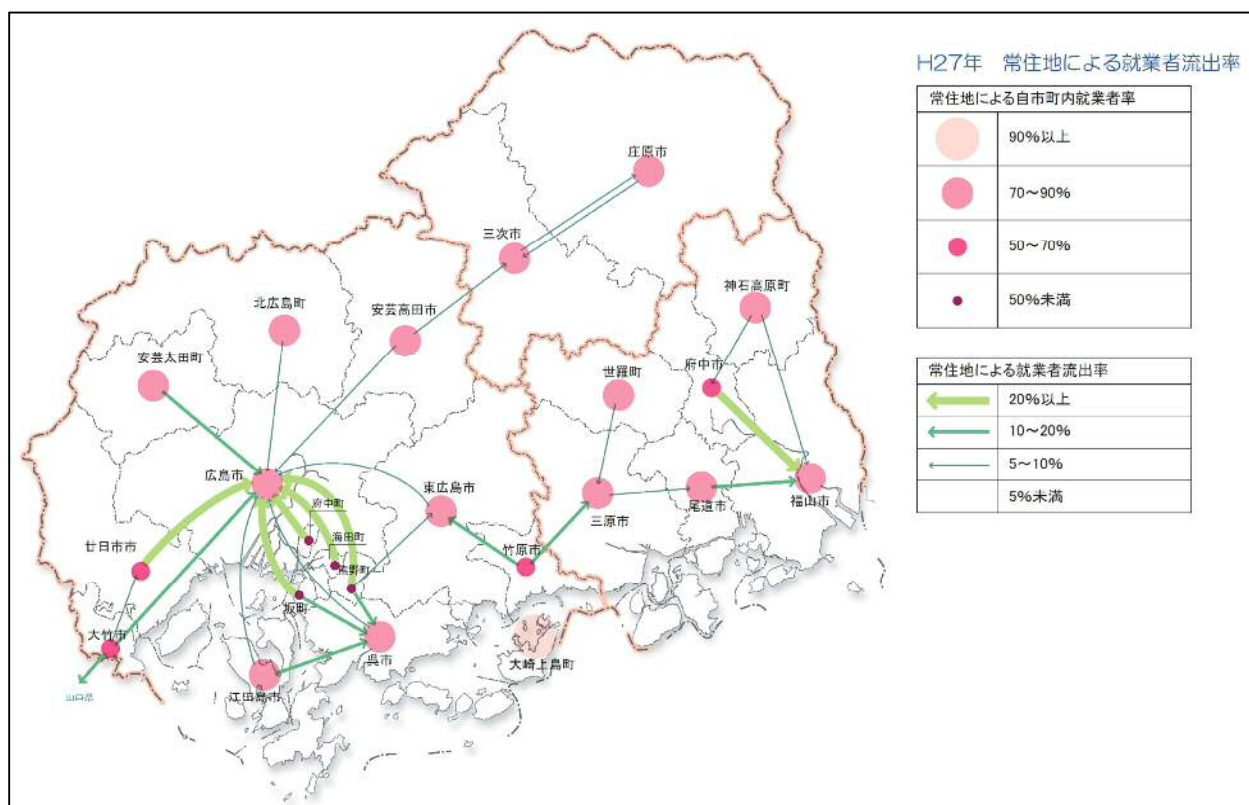 H27年 常住地による就業者流出率
常住地による自市町内就業者率
90%以上
70～90%
50～70%
50%未満
常住地による就業者流出率
20%以上
10～20%
5～10%
5%未満
庄原市
三次市
神石高原町
北広島町
安芸高田市
安芸太田町
世羅町
府中市
広島市
東広島市
府中町
海田町
熊野町
坂町
三原市
尾道市
福山市
廿日市市
竹原市
大竹市
呉市
大崎上島町
江田島市
山口県